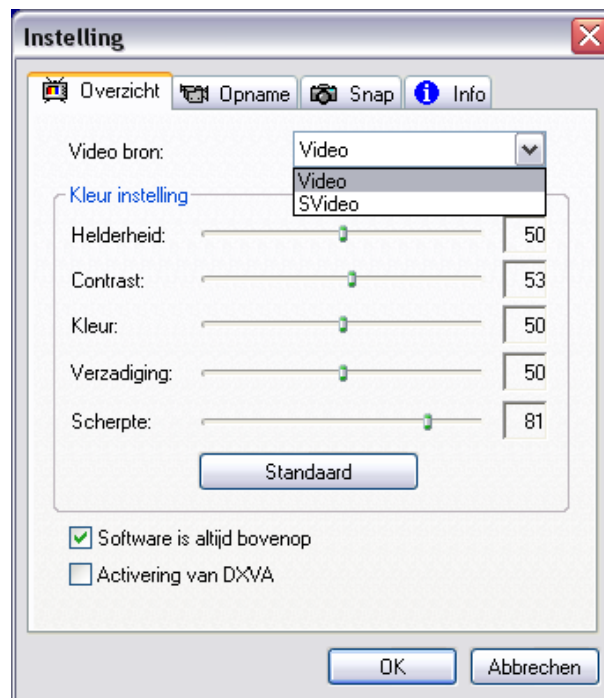 Instelling
Overzicht Opname Snap Info
Video bron: Video
Video
SVideo
Kleur instelling
Helderheid: 50
Contrast: 53
Kleur: 50
Verzadiging: 50
Scherpte: 81
Standaard
Software is altijd bovenop
Activering van DXVA
OK Abbrechen